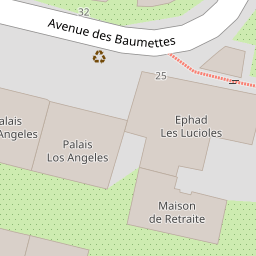 32
Avenue des Baumettes
25
Ephad
Les Lucioles
Palais
Los Angeles
alais
Angeles
Maison
de Retraite